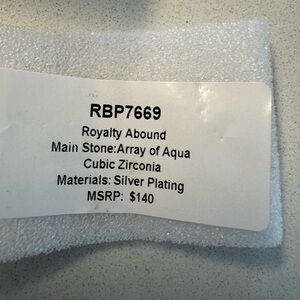 RBP7669
Royalty Abound
Main Stone:Array of Aqua
Cubic Zirconia
Materials: Silver Plating
MSRP: $140